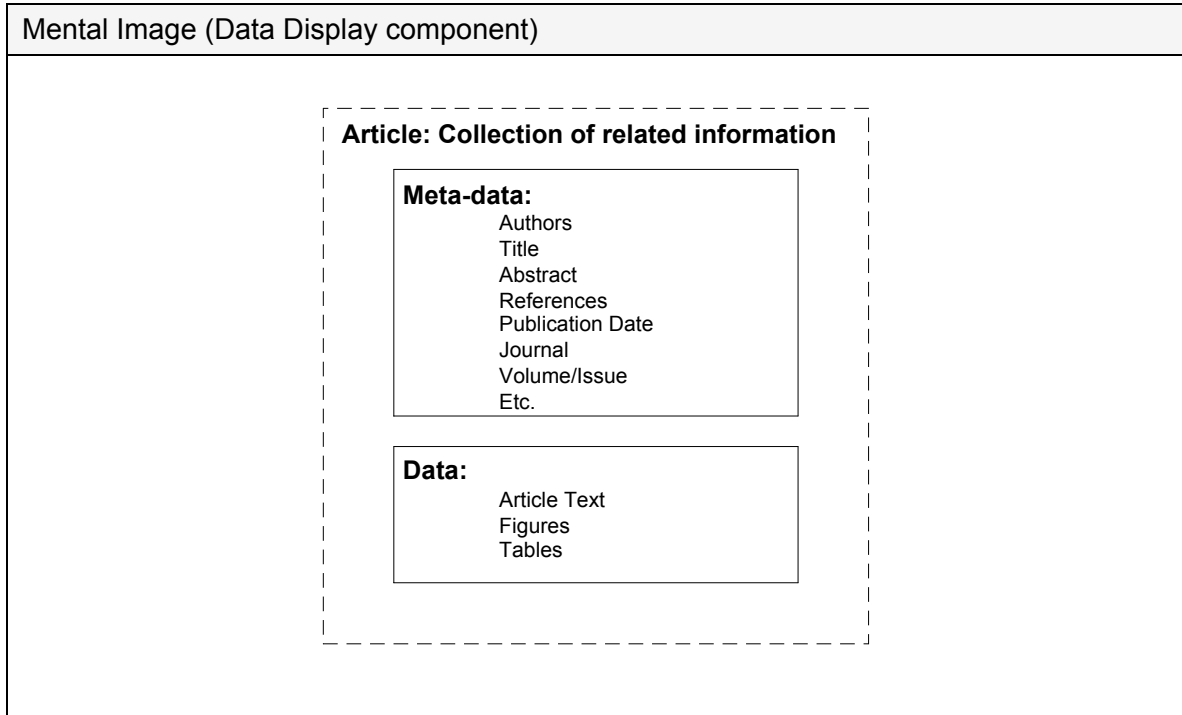 Mental Image (Data Display component)
Article: Collection of related information
Meta-data:
Authors
Title
Abstract
References
Publication Date
Journal
Volume/Issue
Etc.
Data:
Article Text
Figures
Tables